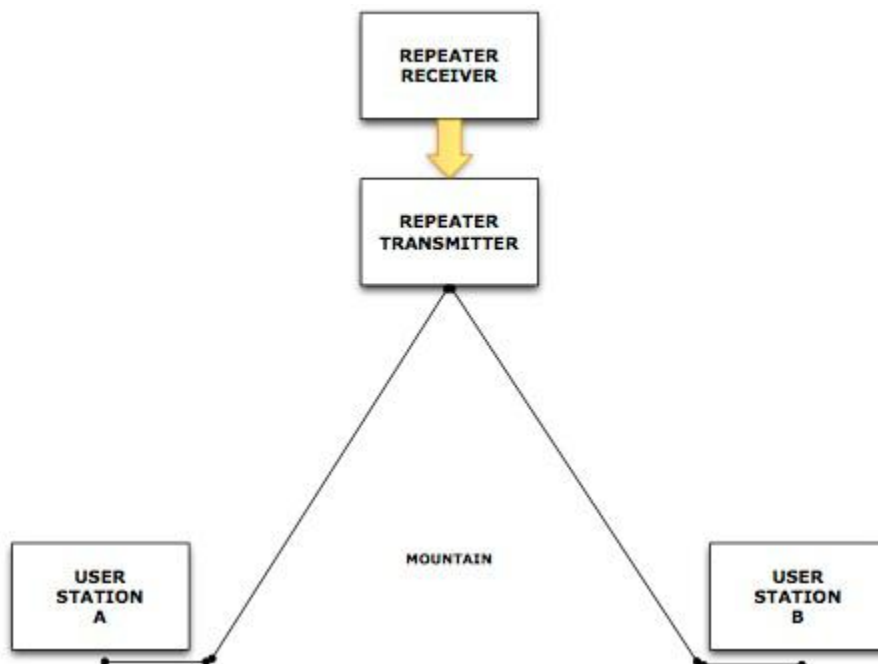 REPEATER
RECEIVER
REPEATER
TRANSMITTER
MOUNTAIN
USER
STATION
A
USER
STATION
B